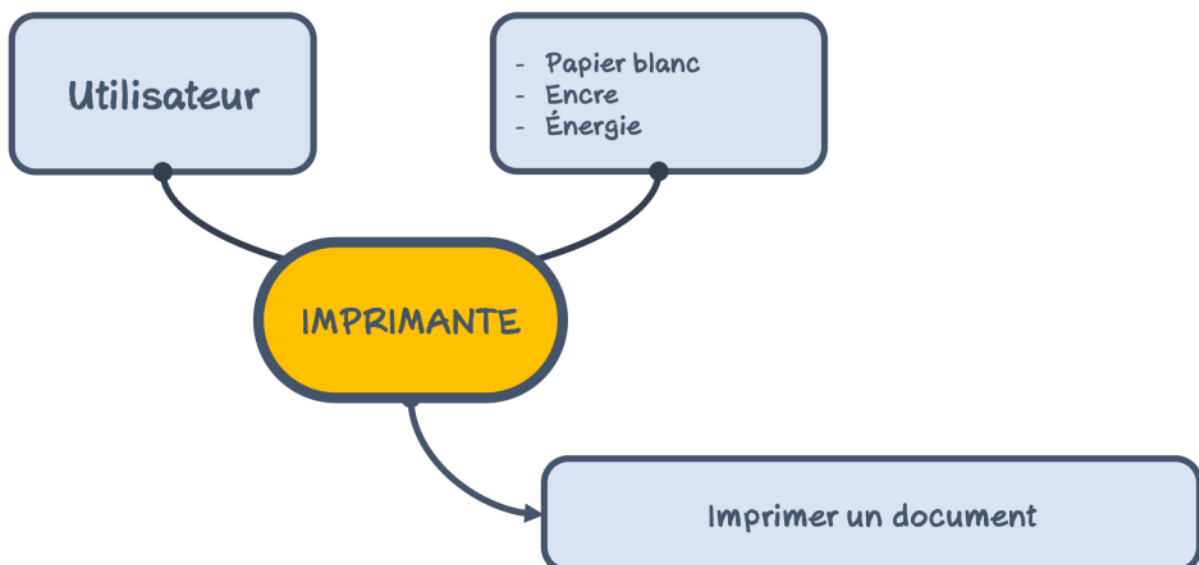 Utilisateur
- Papier blanc
- Encre
- Énergie
IMPRIMANTE
Imprimer un document